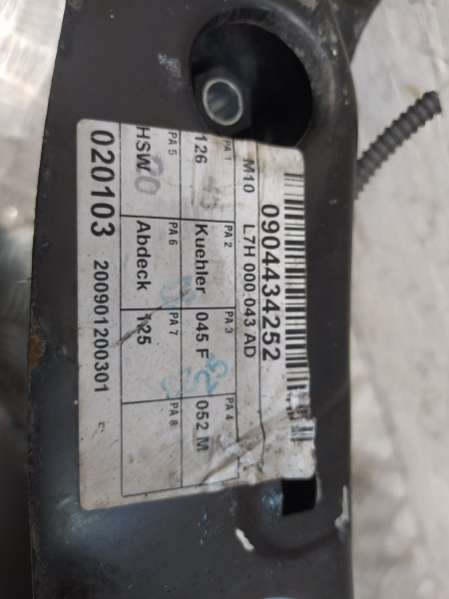 0904434252
M10 L7H 000 043 AD
PA 1 PA 2 PA 3 PA 4
126 Kuehler 045 F 052 M
PA 5 PA 6 PA 7 PA 8
HSW Abdeck 125
020103 200901200301